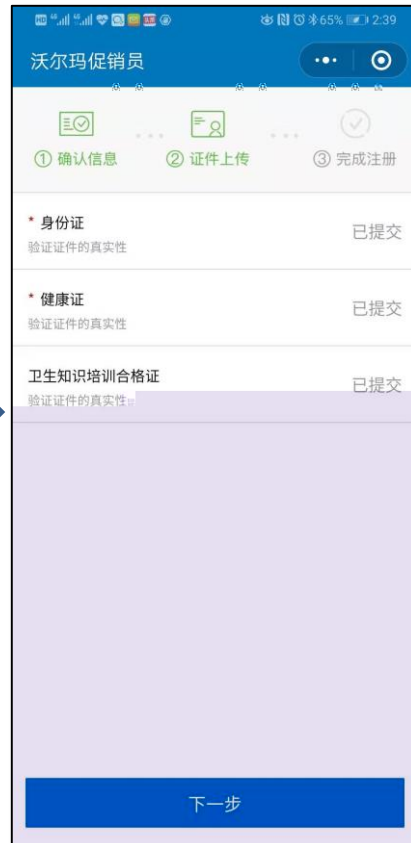 65% 2:39
沃尔玛促销员
① 确认信息 ② 证件上传 ③ 完成注册
* 身份证 已提交
验证证件的真实性
* 健康证 已提交
验证证件的真实性
卫生知识培训合格证 已提交
验证证件的真实性
下一步